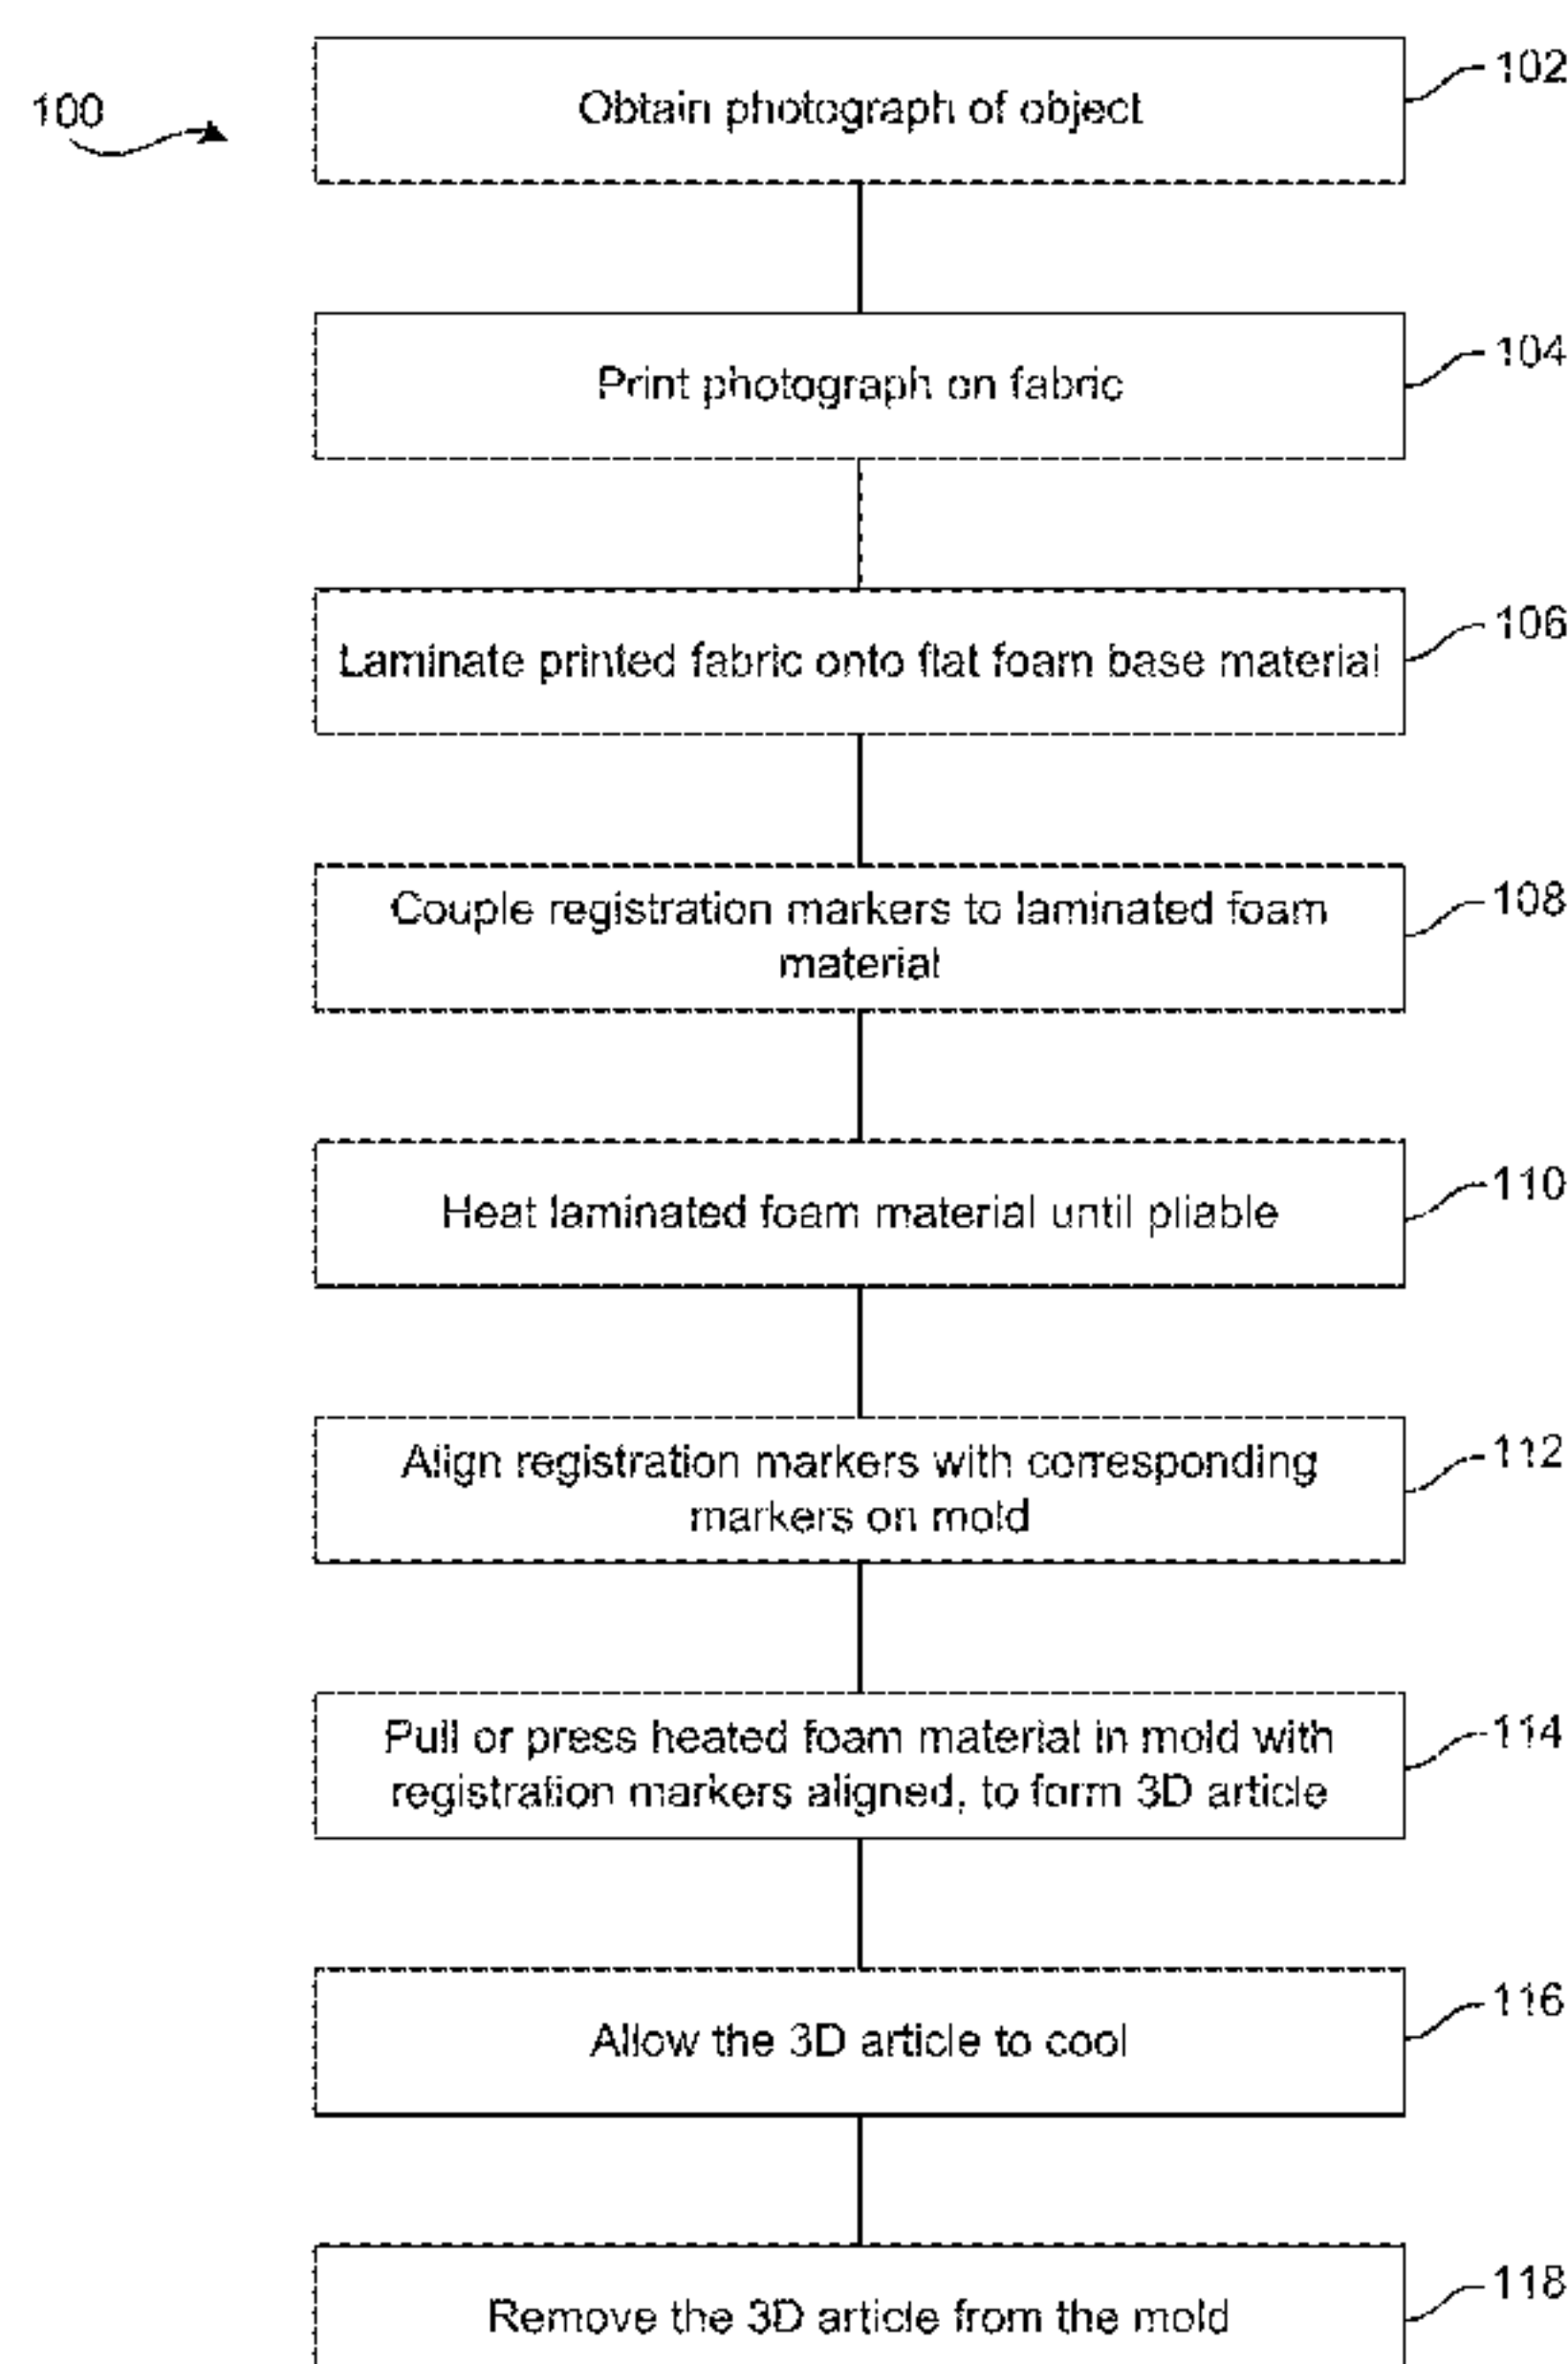 100
Obtain photograph of object
102
Print photograph on fabric
104
Laminate printed fabric onto flat foam base material
106
Couple registration markers to laminated foam
material
108
Heat laminated foam material until pliable
110
Align registration markers with corresponding
markers on mold
112
Pull or press heated foam material in mold with
registration markers aligned, to form 3D article
114
Allow the 3D article to cool
116
Remove the 3D article from the mold
118